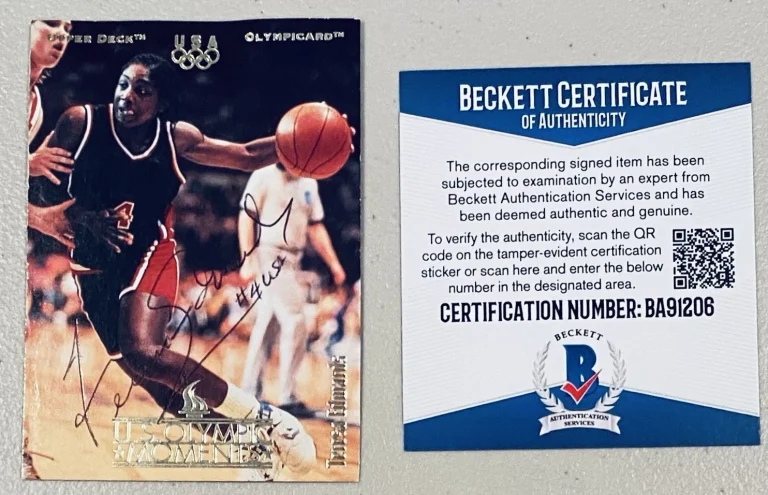 UPPER DECK™
USA
OLYMPICARD™
4
#4 USA
U.S. OLYMPIC
MOMENTS
Teresa Edwards
BECKETT CERTIFICATE
OF AUTHENTICITY
The corresponding signed item has been
subjected to examination by an expert from
Beckett Authentication Services and has
been deemed authentic and genuine.
To verify the authenticity, scan the QR
code on the tamper-evident certification
sticker or scan here and enter the below
number in the designated area.
CERTIFICATION NUMBER: BA91206
BECKETT
B
AUTHENTICATION
SERVICES